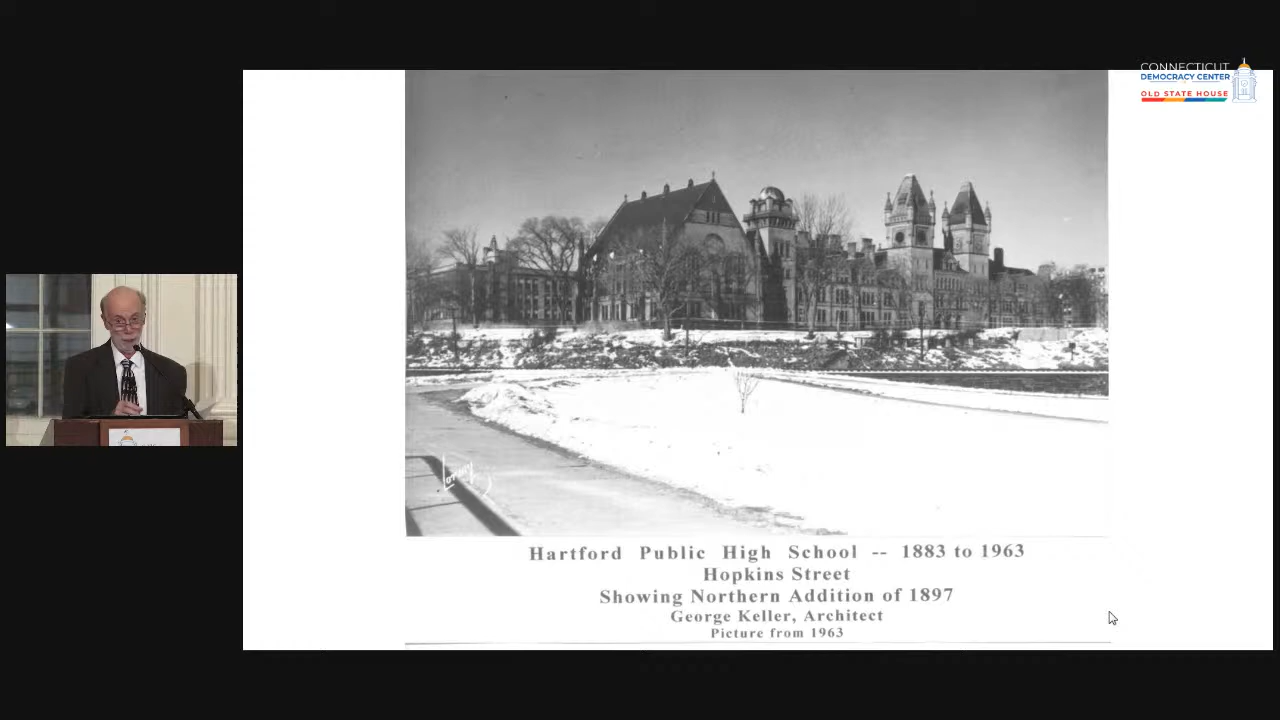 CONNECTICUT
DEMOCRACY CENTER
OLD STATE HOUSE
Hartford Public High School -- 1883 to 1963
Hopkins Street
Showing Northern Addition of 1897
George Keller, Architect
Picture from 1963